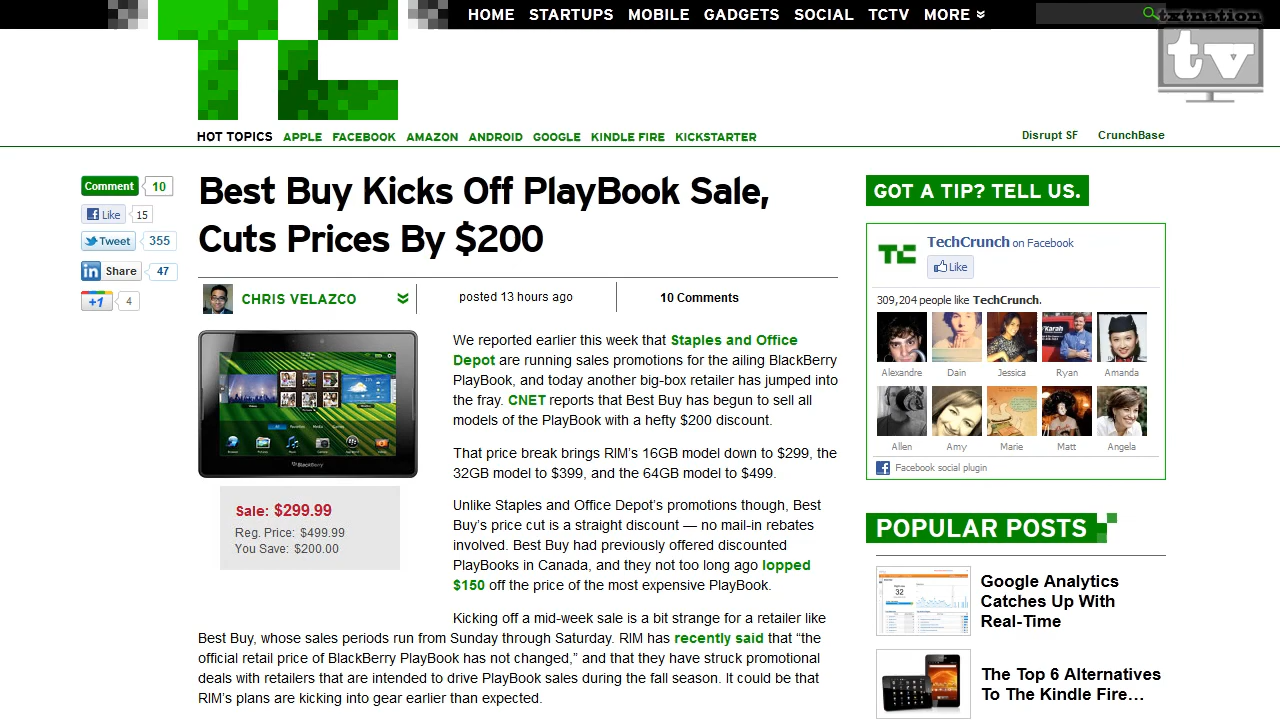 HOME STARTUPS MOBILE GADGETS SOCIAL TCTV MORE
txtnation
tv
TC
HOT TOPICS APPLE FACEBOOK AMAZON ANDROID GOOGLE KINDLE FIRE KICKSTARTER
Disrupt SF CrunchBase
Comment 10
Like 15
Tweet 355
in Share 47
+1 4
Best Buy Kicks Off PlayBook Sale,
Cuts Prices By $200
CHRIS VELAZCO posted 13 hours ago 10 Comments
BlackBerry
Sale: $299.99
Reg. Price: $499.99
You Save: $200.00
We reported earlier this week that Staples and Office
Depot are running sales promotions for the ailing BlackBerry
PlayBook, and today another big-box retailer has jumped into
the fray. CNET reports that Best Buy has begun to sell all
models of the PlayBook with a hefty $200 discount.
That price break brings RIM's 16GB model down to $299, the
32GB model to $399, and the 64GB model to $499.
Unlike Staples and Office Depot's promotions though, Best
Buy's price cut is a straight discount — no mail-in rebates
involved. Best Buy had previously offered discounted
PlayBooks in Canada, and they not too long ago lopped
$150 off the price of the most expensive PlayBook.
Kicking off a mid-week sale is a bit strange for a retailer like
Best Buy, whose sales periods run from Sunday through Saturday. RIM has recently said that “the
official retail price of BlackBerry PlayBook has not changed,” and that they have struck promotional
deals with retailers that are intended to drive PlayBook sales during the fall season. It could be that
RIM's plans are kicking into gear earlier than expected.
GOT A TIP? TELL US.
TC
TechCrunch on Facebook
Like
309,204 people like TechCrunch.
Alexandre Dain Jessica Ryan Amanda
Allen Amy Marie Matt Angela
Facebook social plugin
POPULAR POSTS
Google Analytics
Catches Up With
Real-Time
The Top 6 Alternatives
To The Kindle Fire…